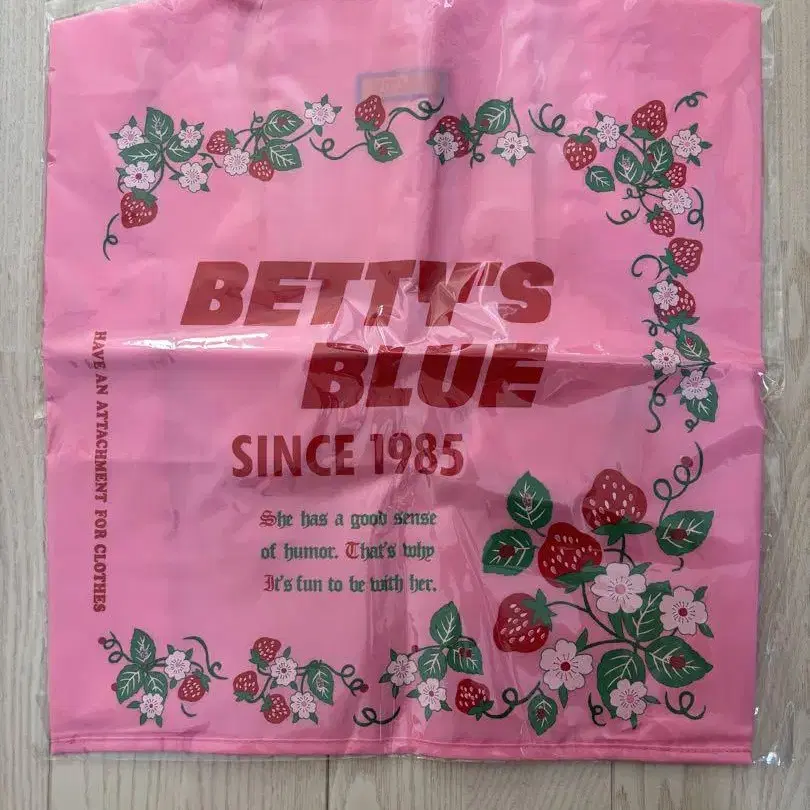 BETTY'S
BLUE
SINCE 1985
She has a good sense
of humor. That's why
It's fun to be with her.
HAVE AN ATTACHMENT FOR CLOTHES